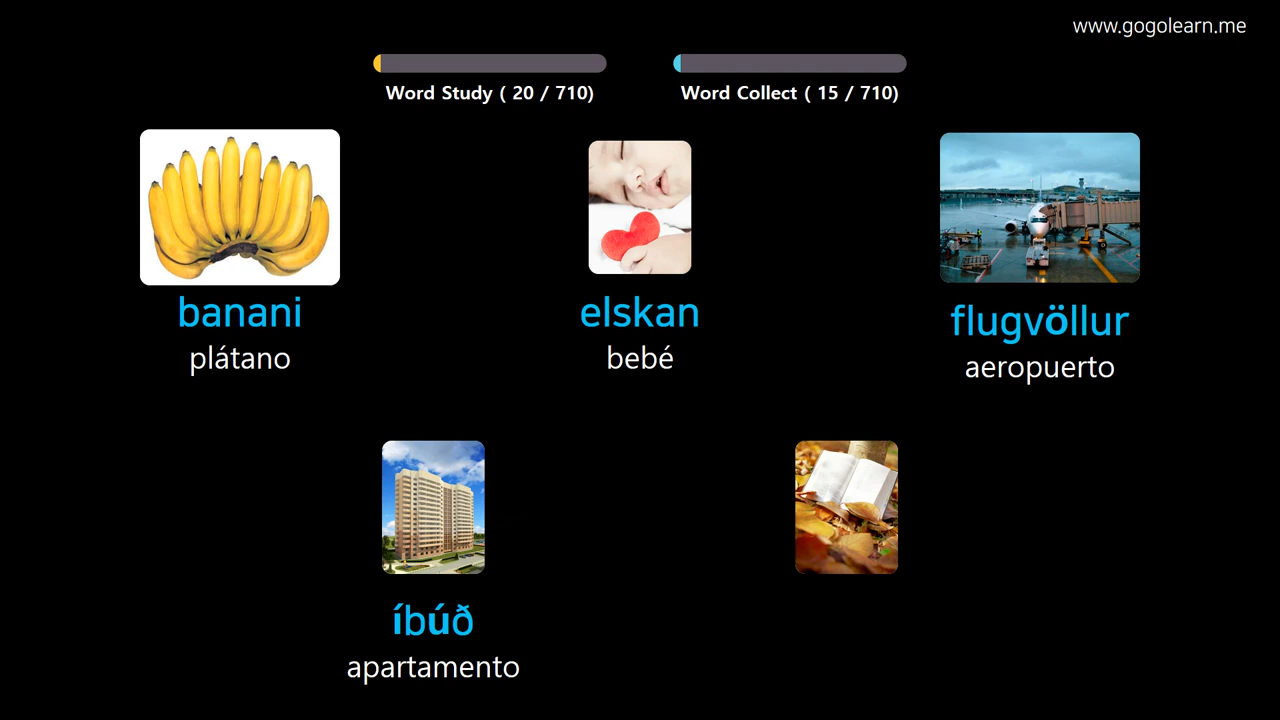 www.gogolearn.me
Word Study ( 20 / 710)
Word Collect ( 15 / 710)
banani
plátano
elskan
bebé
flugvöllur
aeropuerto
íbúð
apartamento